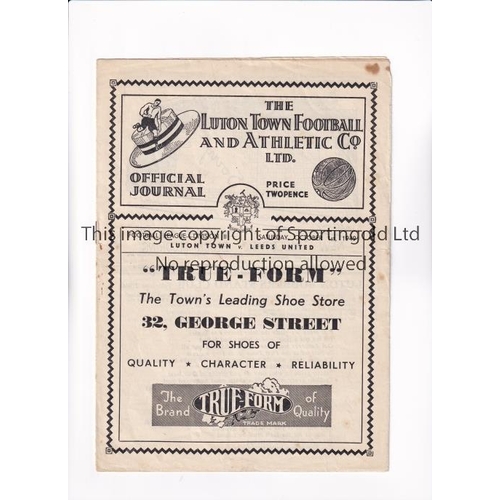 THE
LUTON TOWN FOOTBALL
AND ATHLETIC CO
LTD.
OFFICIAL
JOURNAL
PRICE
TWOPENCE
This image copyright of Sportingold Ltd
LUTON TOWN v. LEEDS UNITED
No reproduction allowed
"TRUE-FORM"
The Town's Leading Shoe Store
32, GEORGE STREET
FOR SHOES OF
QUALITY ★ CHARACTER ★ RELIABILITY
The Brand
TRUE-FORM
TRADE MARK
of Quality